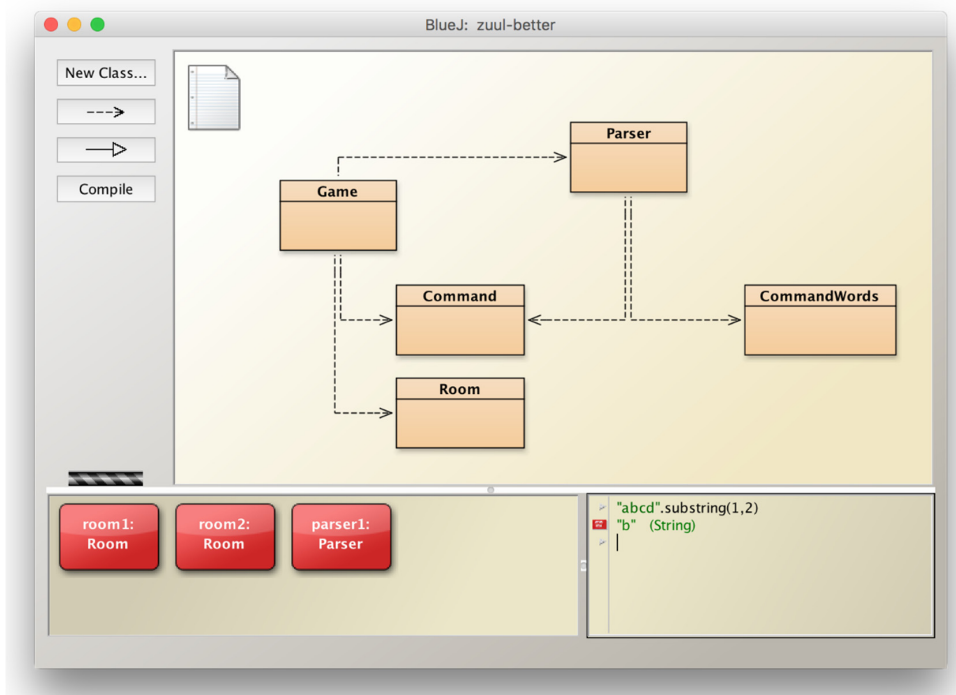 BlueJ: zuul-better
New Class...
Compile
Parser
Game
Command
CommandWords
Room
room1:
Room
room2:
Room
parser1:
Parser
"abcd".substring(1,2)
"b" (String)